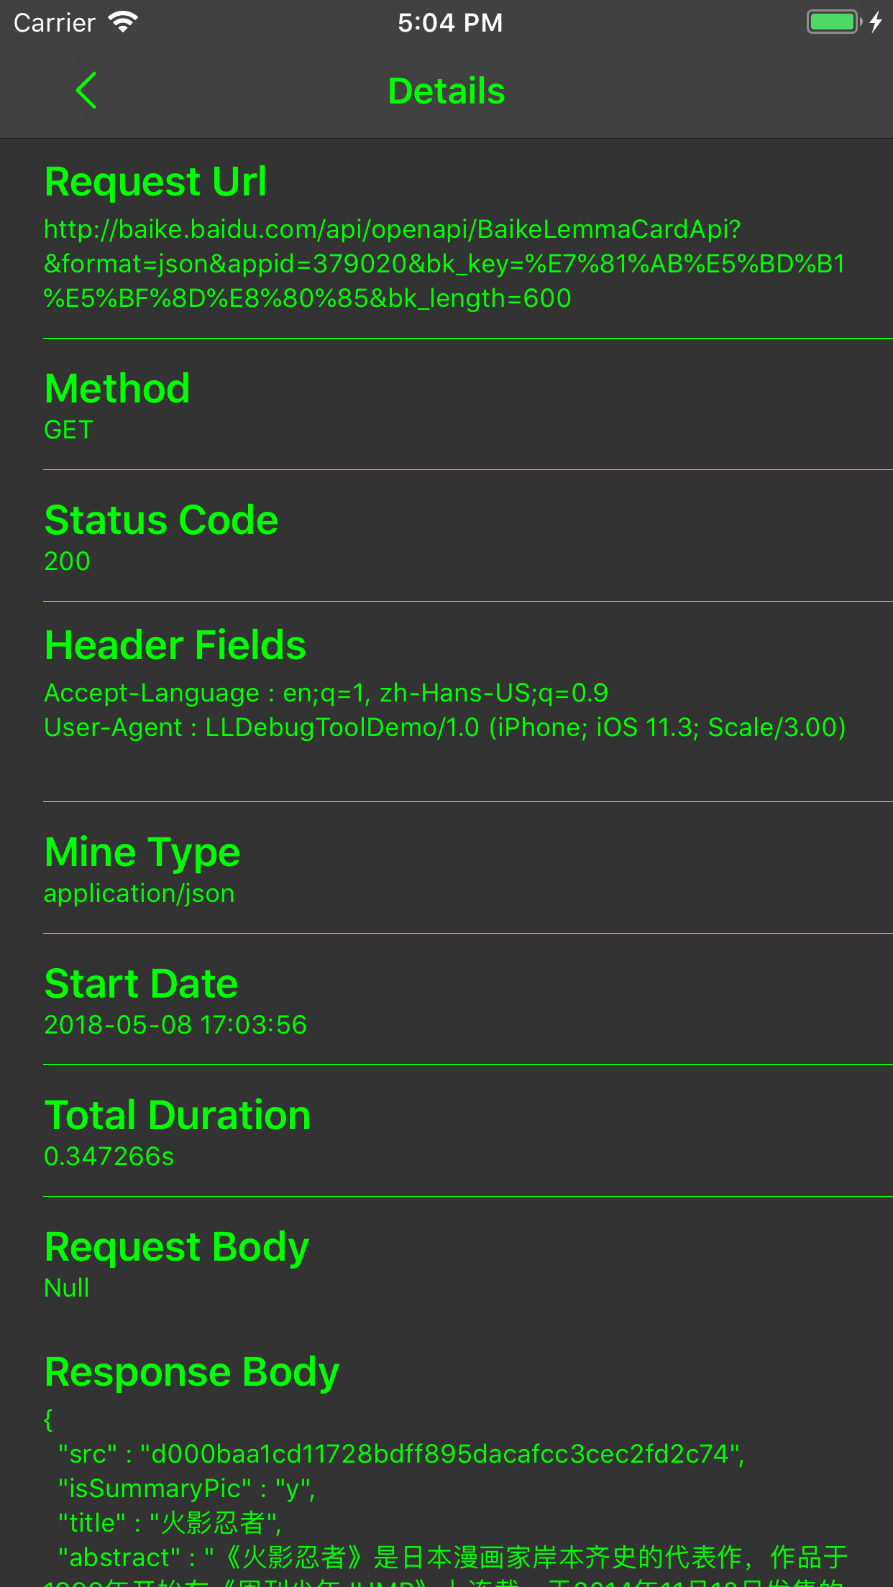 Carrier 5:04 PM
Details
Request Url
http://baike.baidu.com/api/openapi/BaikeLemmaCardApi?
&format=json&appid=379020&bk_key=%E7%81%AB%E5%BD%B1
%E5%BF%8D%E8%80%85&bk_length=600
Method
GET
Status Code
200
Header Fields
Accept-Language : en;q=1, zh-Hans-US;q=0.9
User-Agent : LLDebugToolDemo/1.0 (iPhone; iOS 11.3; Scale/3.00)
Mine Type
application/json
Start Date
2018-05-08 17:03:56
Total Duration
0.347266s
Request Body
Null
Response Body
{
"src" : "d000baa1cd11728bdff895dacafcc3cec2fd2c74",
"isSummaryPic" : "y",
"title" : "火影忍者",
"abstract" : "《火影忍者》是日本漫画家岸本齐史的代表作，作品于